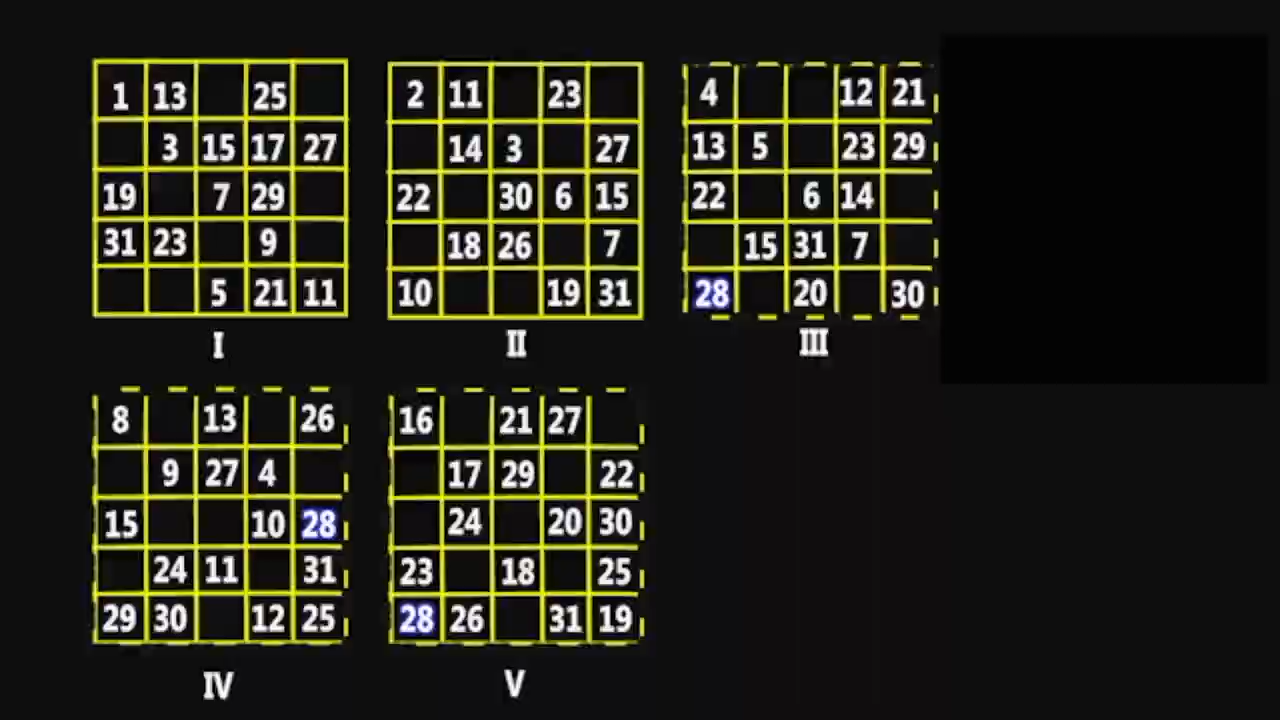 1 13 25
3 15 17 27
19 7 29
31 23 9
5 21 11
I
2 11 23
14 3 27
22 30 6 15
18 26 7
10 19 31
II
4 12 21
13 5 23 29
22 6 14
15 31 7
28 20 30
III
8 13 26
9 27 4
15 10 28
24 11 31
29 30 12 25
IV
16 21 27
17 29 22
24 20 30
23 18 25
28 26 31 19
V